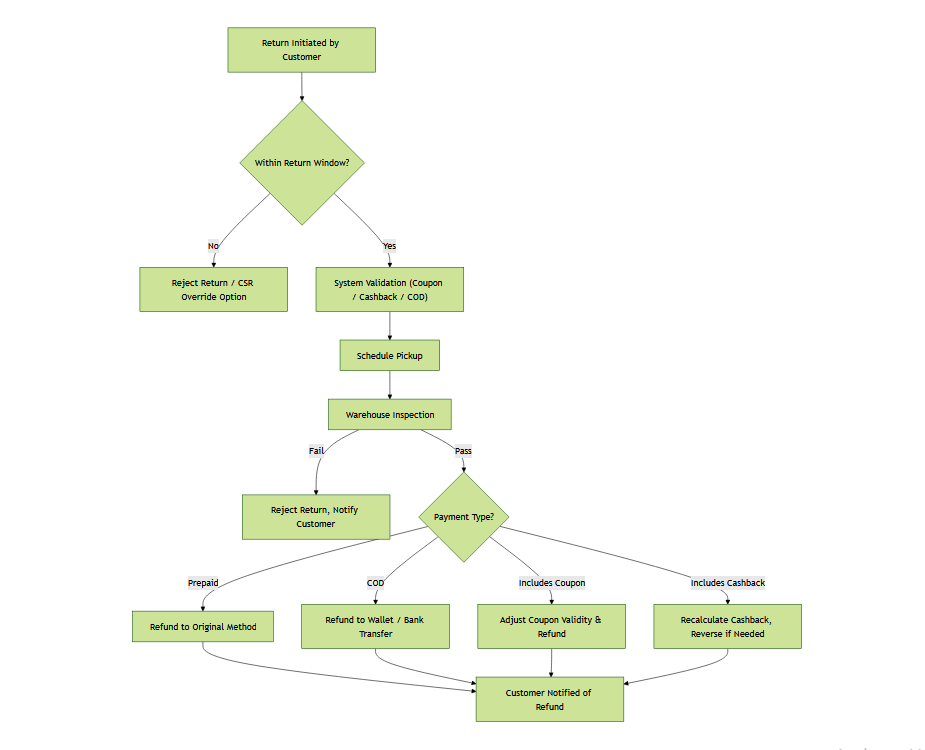 Return Initiated by
Customer
Within Return Window?
No
Yes
Reject Return / CSR
Override Option
System Validation (Coupon
/ Cashback / COD)
Schedule Pickup
Warehouse Inspection
Fail
Pass
Reject Return, Notify
Customer
Payment Type?
Prepaid
COD
Includes Coupon
Includes Cashback
Refund to Original Method
Refund to Wallet / Bank
Transfer
Adjust Coupon Validity &
Refund
Recalculate Cashback,
Reverse if Needed
Customer Notified of
Refund